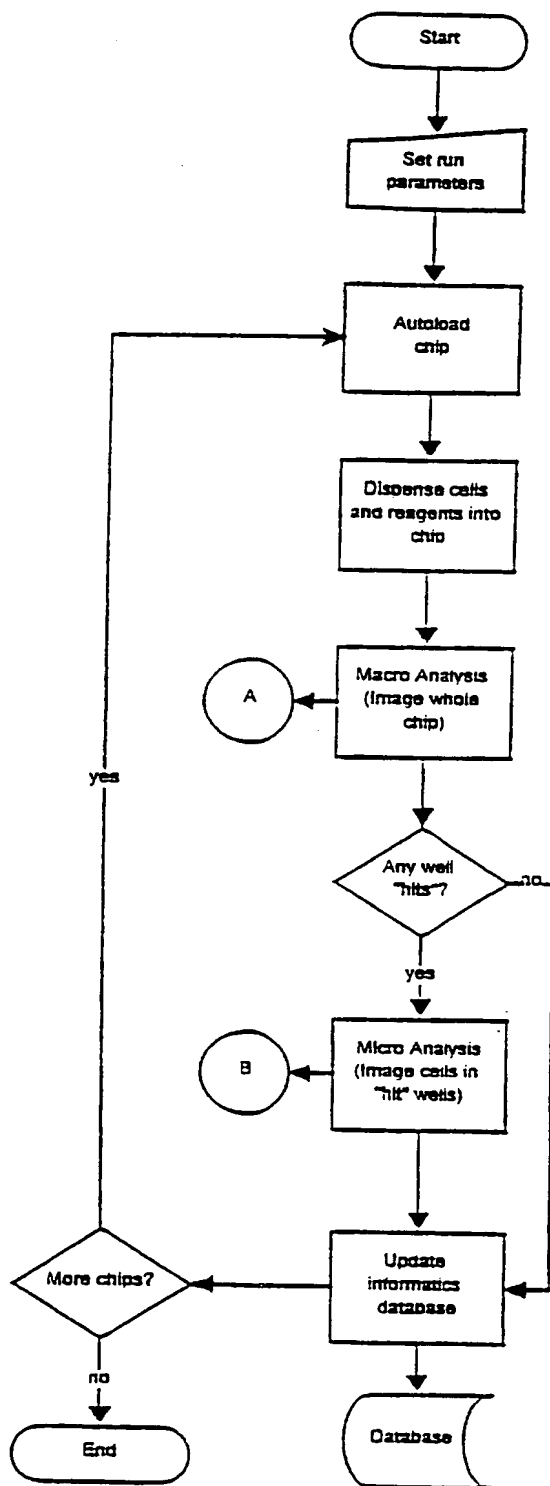 Start
Set run
parameters
Autoload
chip
Dispense cells
and reagents into
chip
A
Macro Analysis
(Image whole
chip)
yes
Any well
"hits"?
no
yes
B
Micro Analysis
(Image cells in
"hit" wells)
More chips?
Update
informatics
database
no
End
Database